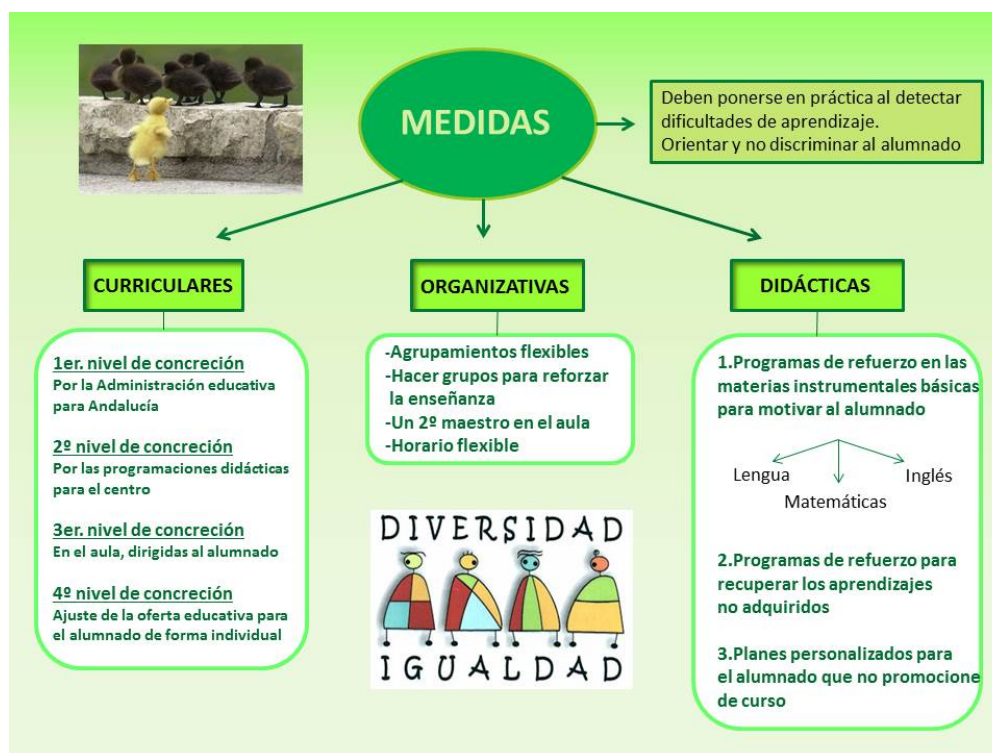 MEDIDAS
Deben ponerse en práctica al detectar
dificultades de aprendizaje.
Orientar y no discriminar al alumnado
CURRICULARES
1er. nivel de concreción
Por la Administración educativa
para Andalucía
2º nivel de concreción
Por las programaciones didácticas
para el centro
3er. nivel de concreción
En el aula, dirigidas al alumnado
4º nivel de concreción
Ajuste de la oferta educativa para
el alumnado de forma individual
ORGANIZATIVAS
-Agrupamientos flexibles
-Hacer grupos para reforzar
la enseñanza
-Un 2º maestro en el aula
-Horario flexible
DIVERSIDAD
IGUALDAD
DIDÁCTICAS
1.Programas de refuerzo en las
materias instrumentales básicas
para motivar al alumnado
Lengua
Matemáticas
Inglés
2.Programas de refuerzo para
recuperar los aprendizajes
no adquiridos
3.Planes personalizados para
el alumnado que no promocione
de curso